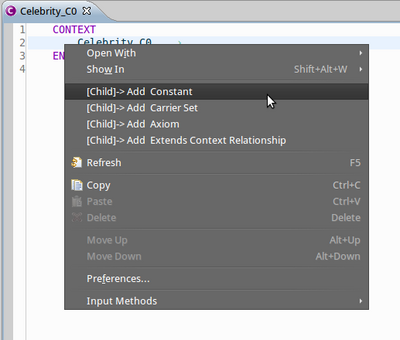 Celebrity_C0
1 CONTEXT
2 Celebrity_C0
3 EN
4
Open With
Show In Shift+Alt+W
[Child]-> Add Constant
[Child]-> Add Carrier Set
[Child]-> Add Axiom
[Child]-> Add Extends Context Relationship
Refresh F5
Copy Ctrl+C
Paste Ctrl+V
Delete Delete
Move Up Alt+Up
Move Down Alt+Down
Preferences...
Input Methods